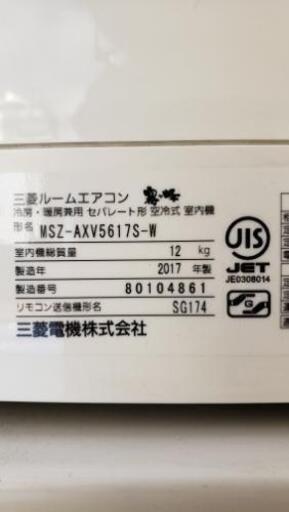 三菱ルームエアコン 霧ヶ峰
冷房・暖房兼用 セパレート形 空冷式 室内機
形名 MSZ-AXV5617S-W
室内機総質量 12 kg
製造年 2017 年製
製造番号 80104861
リモコン送信機形名 SG174
三菱電機株式会社
JIS
JET
JE0308014
S